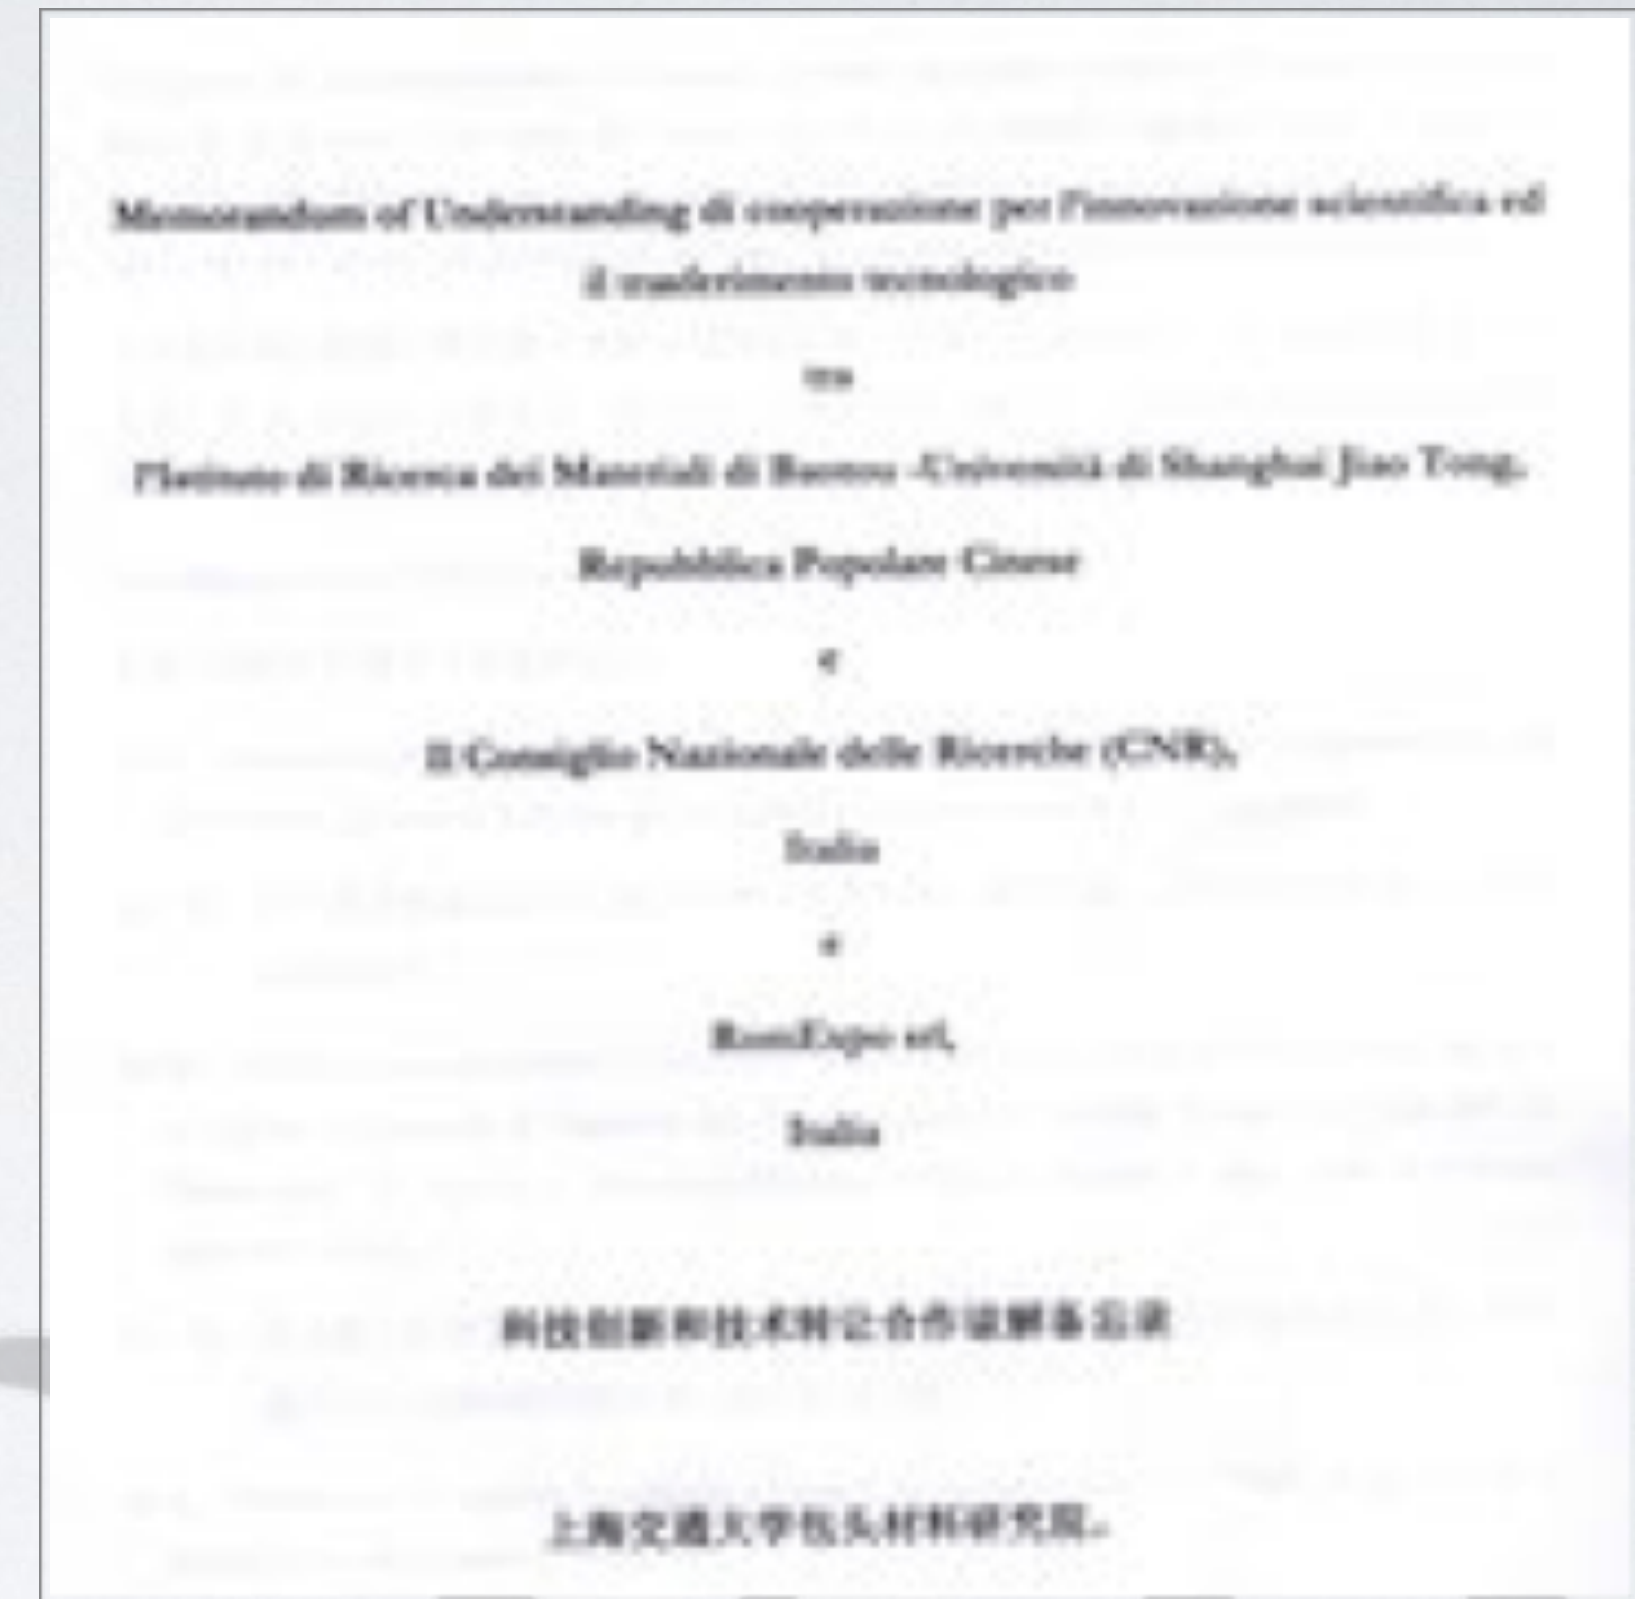 Memorandum of Understanding di cooperazione per l'innovazione scientifica ed
il trasferimento tecnologico
tra
l'Istituto di Ricerca dei Materiali di Baotou -Università di Shanghai Jiao Tong,
Repubblica Popolare Cinese
e
Il Consiglio Nazionale delle Ricerche (CNR),
Italia
e
RomExpo srl,
Italia
科技创新和技术转让合作谅解备忘录
上海交通大学包头材料研究院,